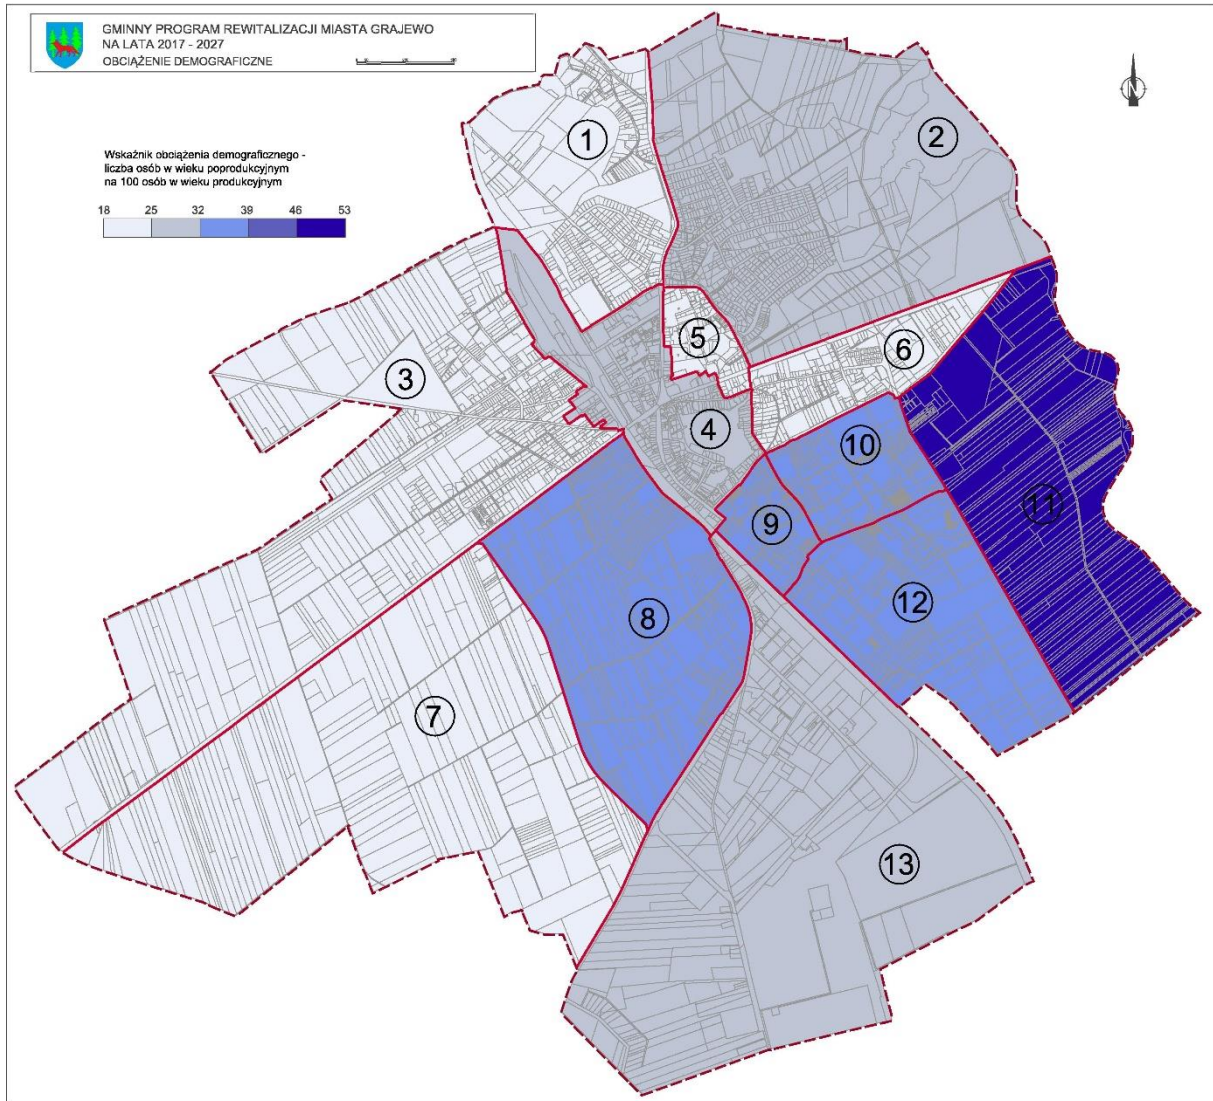 GMINNY PROGRAM REWITALIZACJI MIASTA GRAJEWO
NA LATA 2017 - 2027
OBCIĄŻENIE DEMOGRAFICZNE
N
Wskaźnik obciążenia demograficznego -
liczba osób w wieku poprodukcyjnym
na 100 osób w wieku produkcyjnym
18 25 32 39 46 53
1
2
3
4
5
6
7
8
9
10
11
12
13